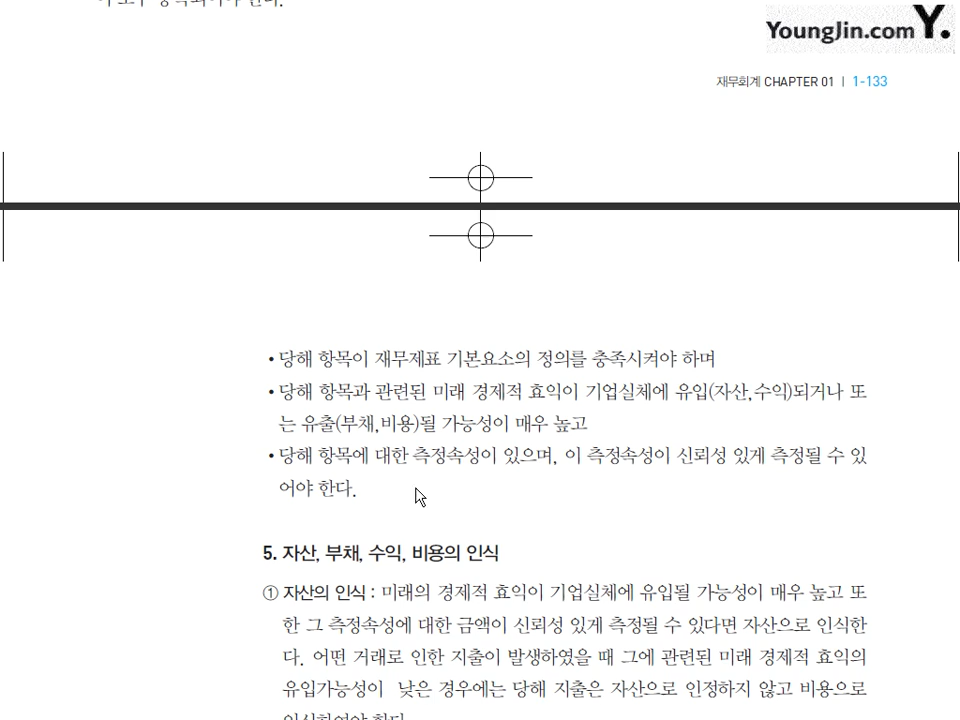 YoungJin.com Y.
재무회계 CHAPTER 01 | 1-133
• 당해 항목이 재무제표 기본요소의 정의를 충족시켜야 하며
• 당해 항목과 관련된 미래 경제적 효익이 기업실체에 유입(자산,수익)되거나 또
는 유출(부채,비용)될 가능성이 매우 높고
• 당해 항목에 대한 측정속성이 있으며, 이 측정속성이 신뢰성 있게 측정될 수 있
어야 한다.
5. 자산, 부채, 수익, 비용의 인식
① 자산의 인식 : 미래의 경제적 효익이 기업실체에 유입될 가능성이 매우 높고 또
한 그 측정속성에 대한 금액이 신뢰성 있게 측정될 수 있다면 자산으로 인식한
다. 어떤 거래로 인한 지출이 발생하였을 때 그에 관련된 미래 경제적 효익의
유입가능성이 낮은 경우에는 당해 지출은 자산으로 인정하지 않고 비용으로